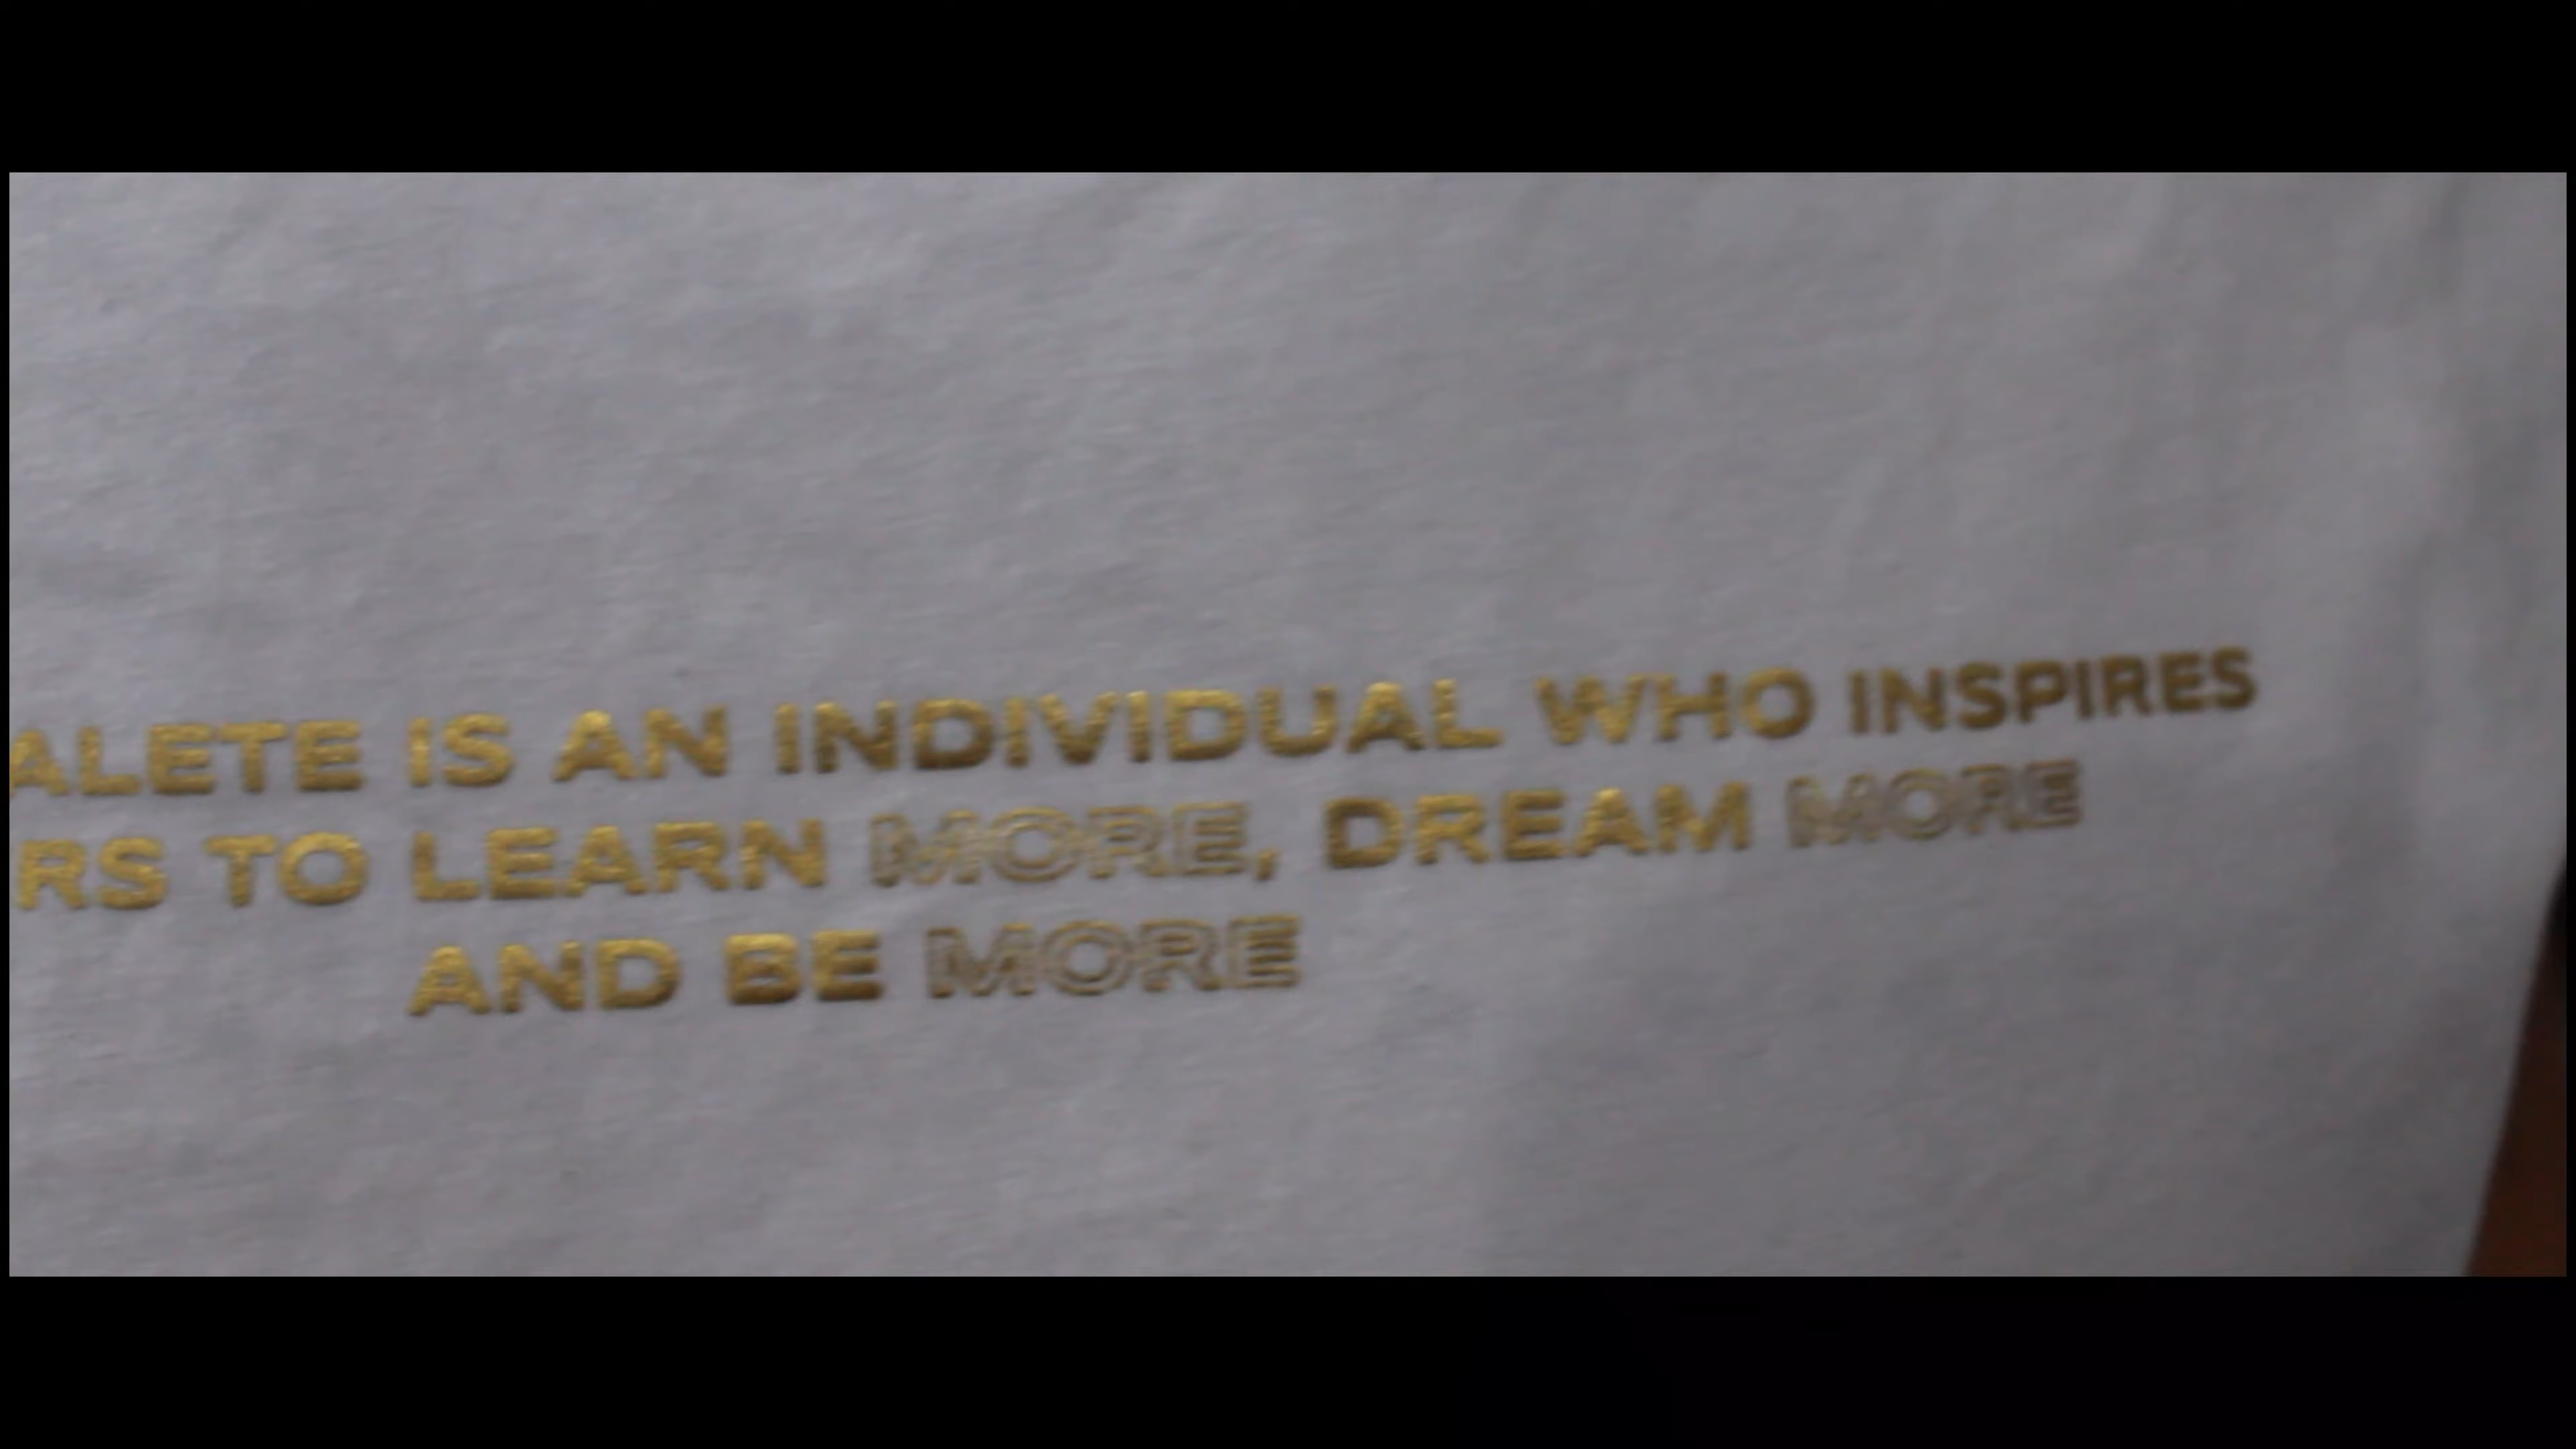 ALETE IS AN INDIVIDUAL WHO INSPIRES
RS TO LEARN MORE, DREAM MORE
AND BE MORE